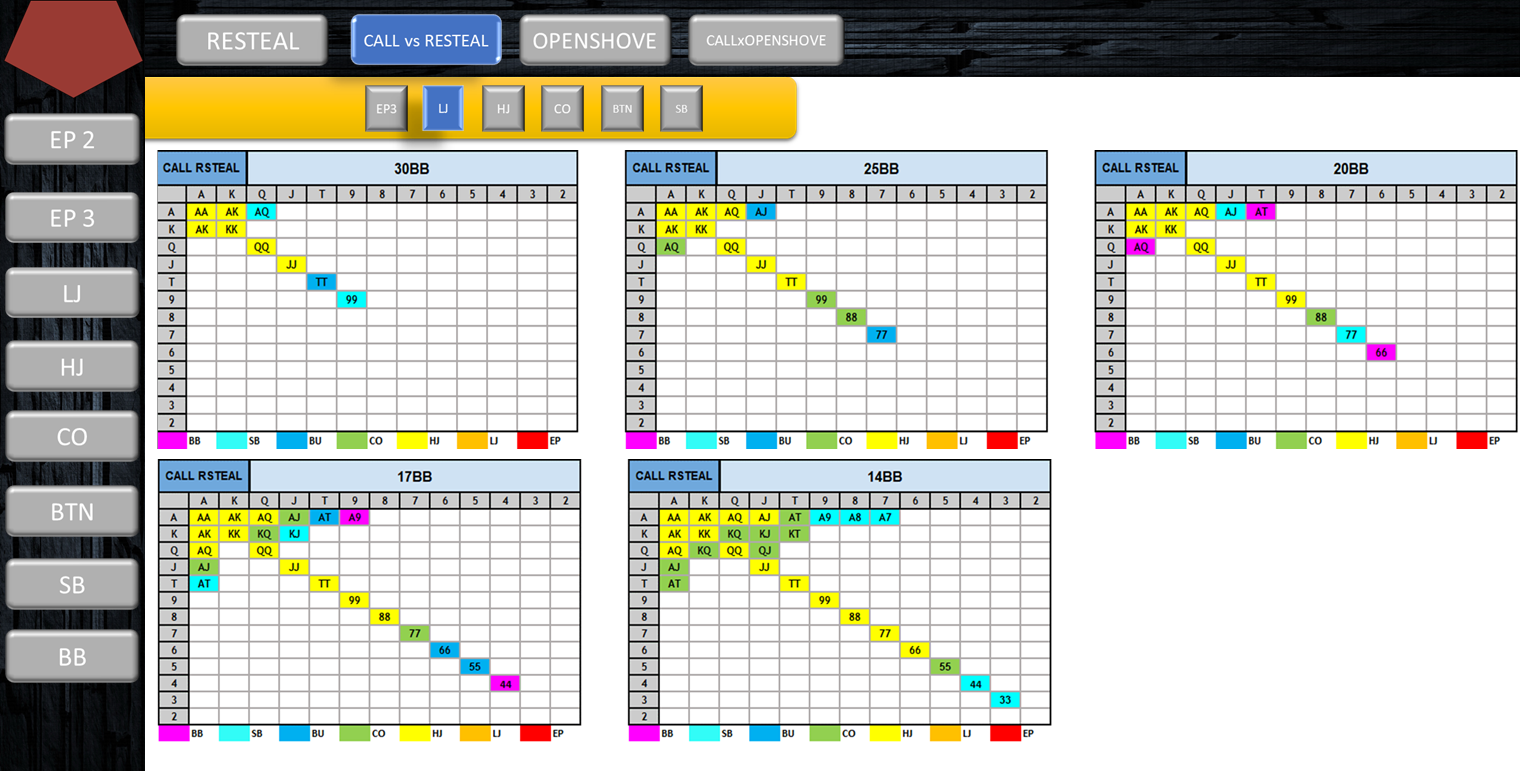 RESTEAL CALL vs RESTEAL OPENSHOVE CALLxOPENSHOVE
EP3 LJ HJ CO BTN SB
EP 2
EP 3
LJ
HJ
CO
BTN
SB
BB
CALL RSTEAL 30BB
A K Q J T 9 8 7 6 5 4 3 2
A AA AK AQ
K AK KK
Q QQ
J JJ
T TT
9 99
8
7
6
5
4
3
2
BB SB BU CO HJ LJ EP
CALL RSTEAL 25BB
A K Q J T 9 8 7 6 5 4 3 2
A AA AK AQ AJ
K AK KK
Q AQ QQ
J JJ
T TT
9 99
8 88
7 77
6
5
4
3
2
BB SB BU CO HJ LJ EP
CALL RSTEAL 20BB
A K Q J T 9 8 7 6 5 4 3 2
A AA AK AQ AJ AT
K AK KK
Q AQ QQ
J JJ
T TT
9 99
8 88
7 77
6 66
5
4
3
2
BB SB BU CO HJ LJ EP
CALL RSTEAL 17BB
A K Q J T 9 8 7 6 5 4 3 2
A AA AK AQ AJ AT A9
K AK KK KQ KJ
Q AQ QQ
J AJ JJ
T AT TT
9 99
8 88
7 77
6 66
5 55
4 44
3
2
BB SB BU CO HJ LJ EP
CALL RSTEAL 14BB
A K Q J T 9 8 7 6 5 4 3 2
A AA AK AQ AJ AT A9 A8 A7
K AK KK KQ KJ KT
Q AQ KQ QQ QJ
J AJ JJ
T AT TT
9 99
8 88
7 77
6 66
5 55
4 44
3 33
2
BB SB BU CO HJ LJ EP